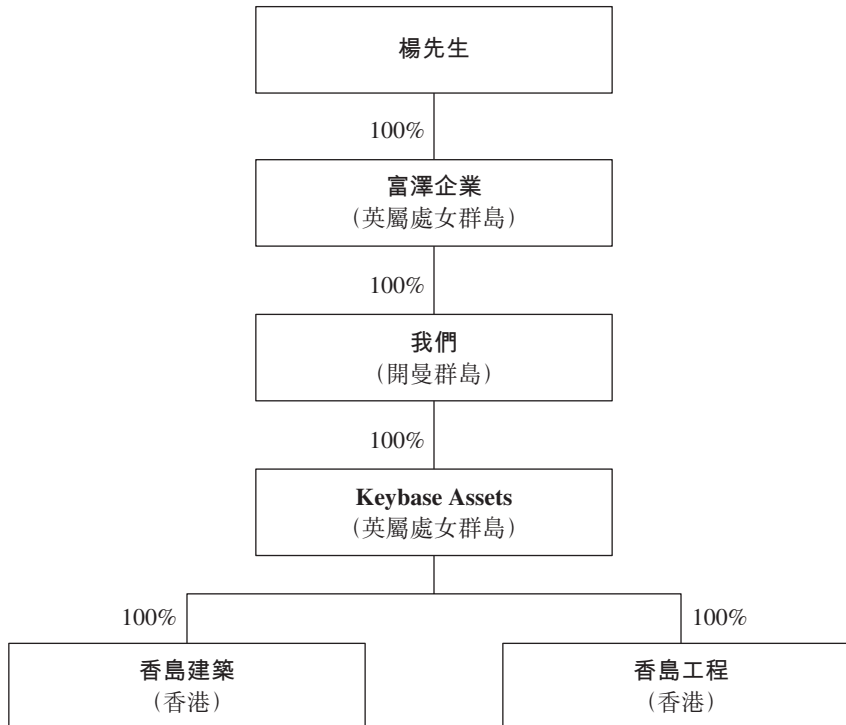 楊先生
100%
富澤企業
（英屬處女群島）
100%
我們
（開曼群島）
100%
Keybase Assets
（英屬處女群島）
100%
100%
香島建築
（香港）
香島工程
（香港）